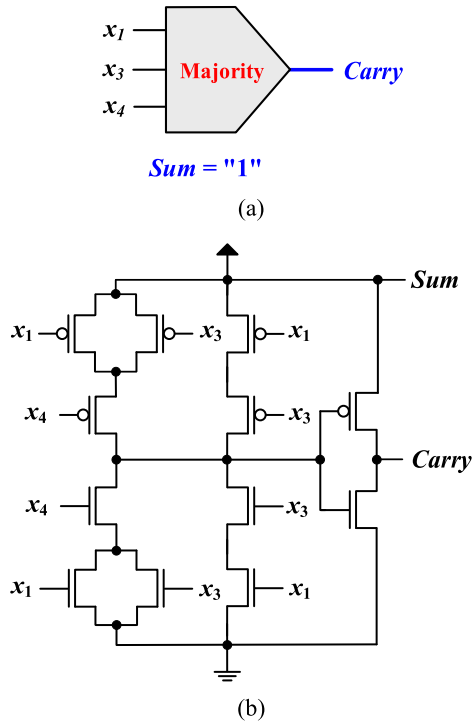 x1
x3 Majority Carry
x4
Sum = "1"
(a)
Sum
x1 x3 x1
x4 x3
Carry
x4 x3
x1 x3 x1
(b)